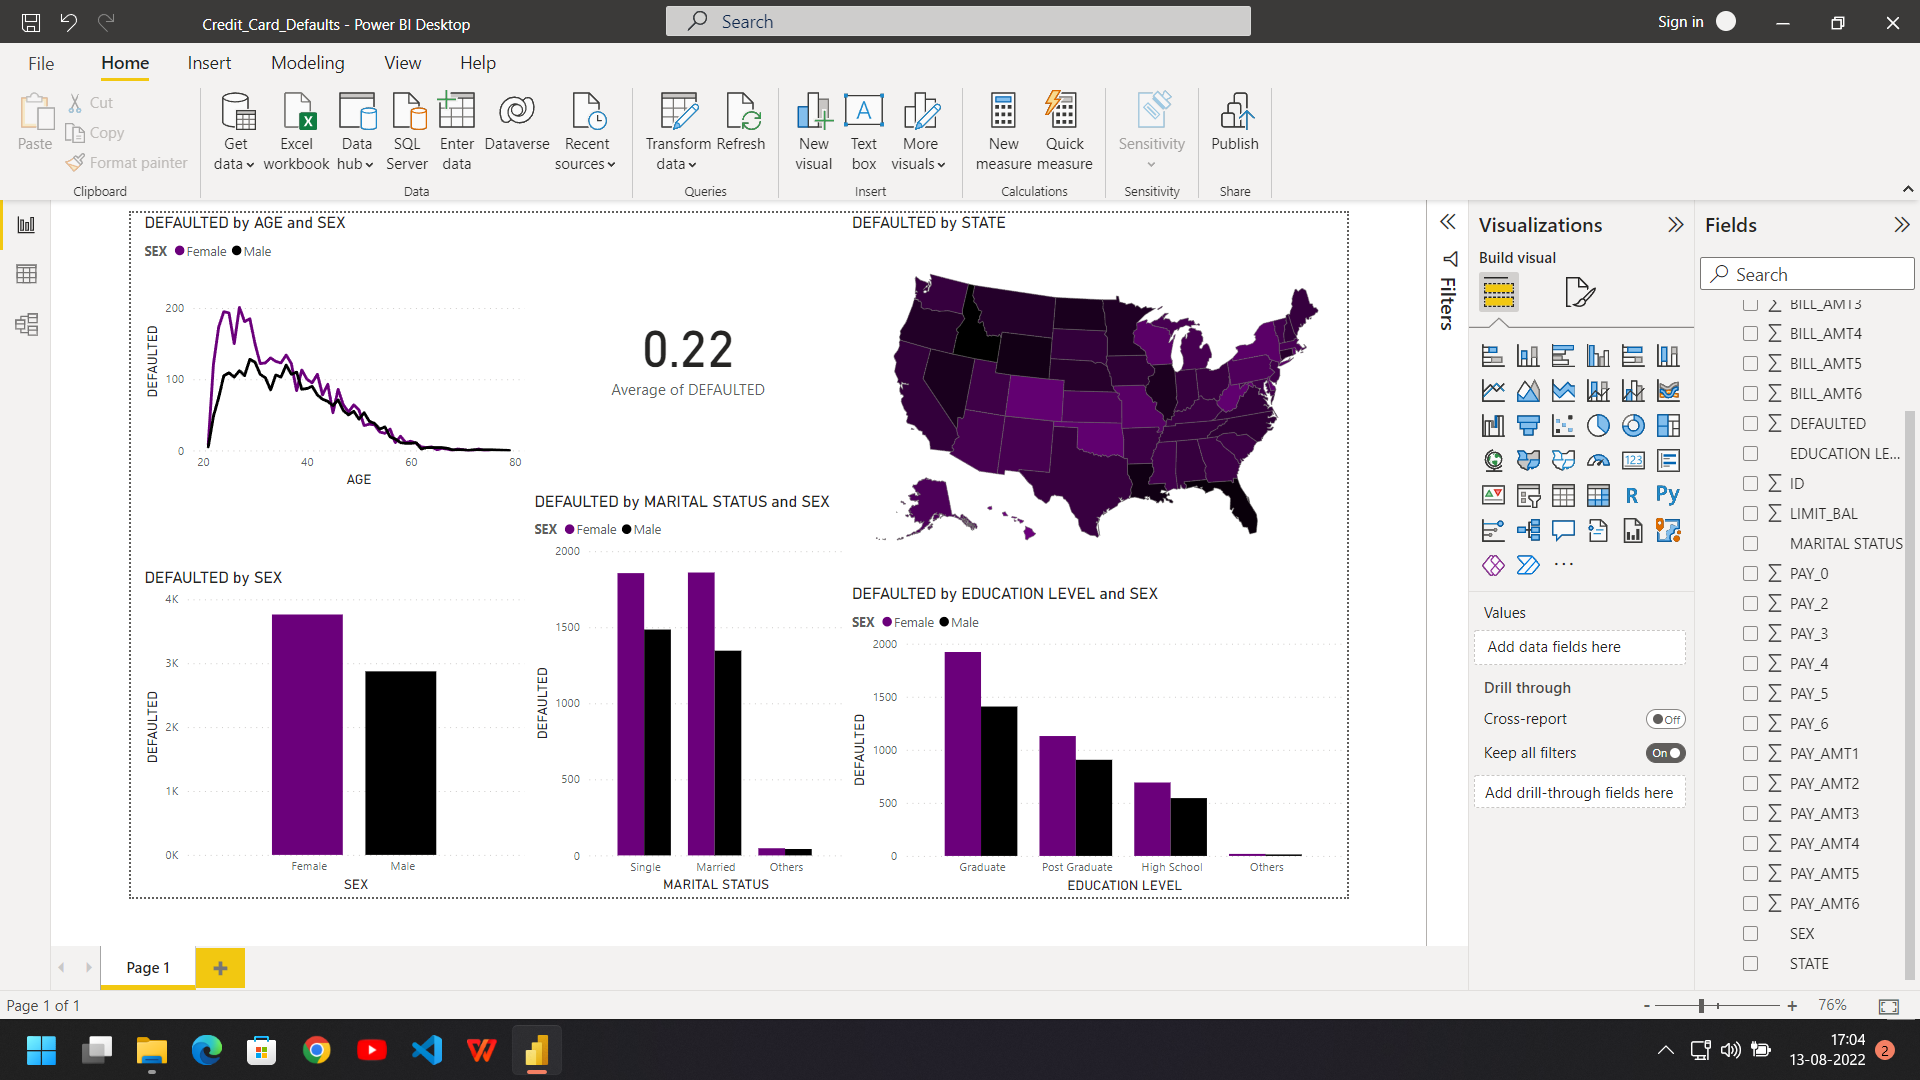 Credit_Card_Defaults - Power BI Desktop
Search
Sign in
File Home Insert Modeling View Help
Paste
Cut
Copy
Format painter
Clipboard
Get data
Excel workbook
Data hub
SQL Server
Enter data
Dataverse
Recent sources
Data
Transform data
Refresh
Queries
New visual
Text box
More visuals
Insert
New measure
Quick measure
Calculations
Sensitivity
Sensitivity
Publish
Share
DEFAULTED by AGE and SEX
SEX Female Male
DEFAULTED
200
100
0
20 40 60 80
AGE
0.22
Average of DEFAULTED
DEFAULTED by STATE
DEFAULTED by MARITAL STATUS and SEX
SEX Female Male
DEFAULTED
2000
1500
1000
500
0
Single Married Others
MARITAL STATUS
DEFAULTED by SEX
DEFAULTED
4K
3K
2K
1K
0K
Female Male
SEX
DEFAULTED by EDUCATION LEVEL and SEX
SEX Female Male
DEFAULTED
2000
1500
1000
500
0
Graduate Post Graduate High School Others
EDUCATION LEVEL
Filters
Visualizations
Build visual
123
R
Py
Values
Add data fields here
Drill through
Cross-report
Off
Keep all filters
On
Add drill-through fields here
Fields
Search
BILL_AMT3
BILL_AMT4
BILL_AMT5
BILL_AMT6
DEFAULTED
EDUCATION LE...
ID
LIMIT_BAL
MARITAL STATUS
PAY_0
PAY_2
PAY_3
PAY_4
PAY_5
PAY_6
PAY_AMT1
PAY_AMT2
PAY_AMT3
PAY_AMT4
PAY_AMT5
PAY_AMT6
SEX
STATE
Page 1
Page 1 of 1
- + 76%
17:04
13-08-2022
2